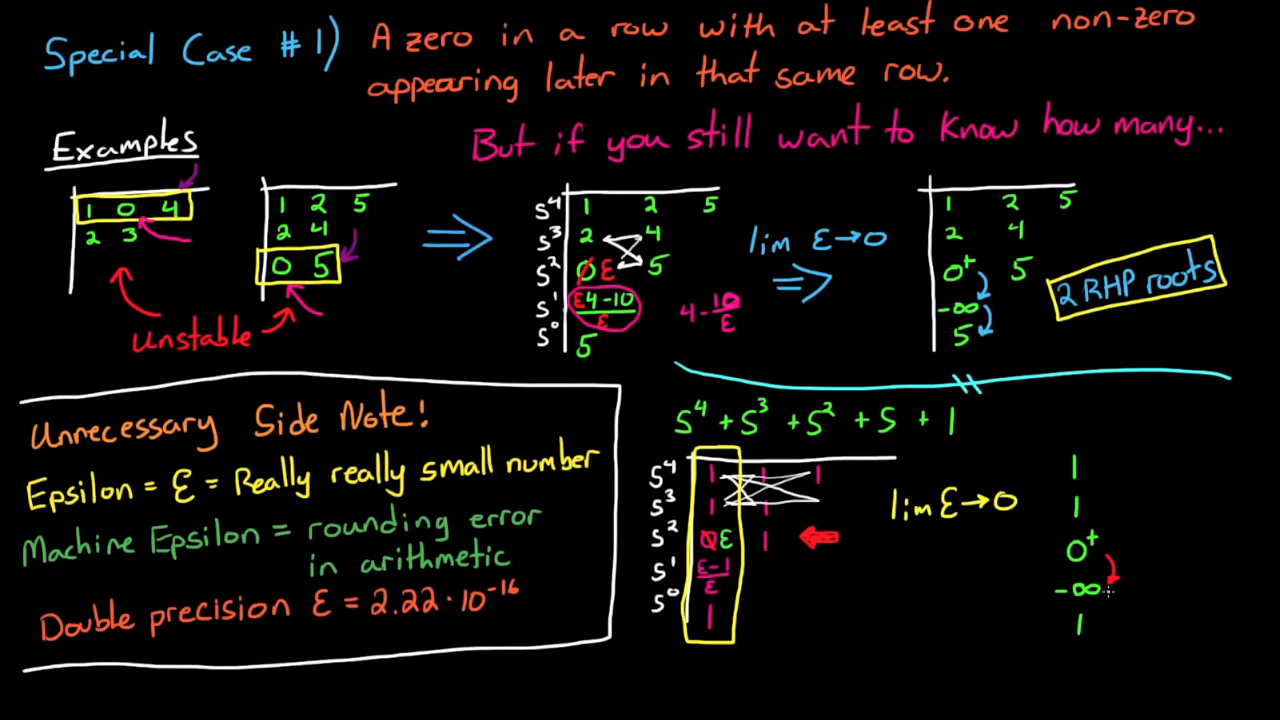 Special Case #1) A zero in a row with at least one non-zero
appearing later in that same row.
But if you still want to know how many...
Examples
1 0 4
2 3
1 2 5
2 4
0 5
Unstable
⇒
S⁴ 1 2 5
S³ 2 4
S² 0 ε 5
S¹ ε4-10/ε
S⁰ 5
4-10/ε
lim ε→0
⇒
1 2 5
2 4
0⁺ 5
-∞
5
2 RHP roots
Unnecessary Side Note!
Epsilon = ε = Really really small number
Machine Epsilon = rounding error
in arithmetic
Double precision ε = 2.22·10⁻¹⁶
S⁴+S³+S²+S+1
S⁴ 1 1 1
S³ 1 1
S² 0 ε 1
S¹ ε-1/ε
S⁰ 1
lim ε→0
1
1
0⁺
-∞
1